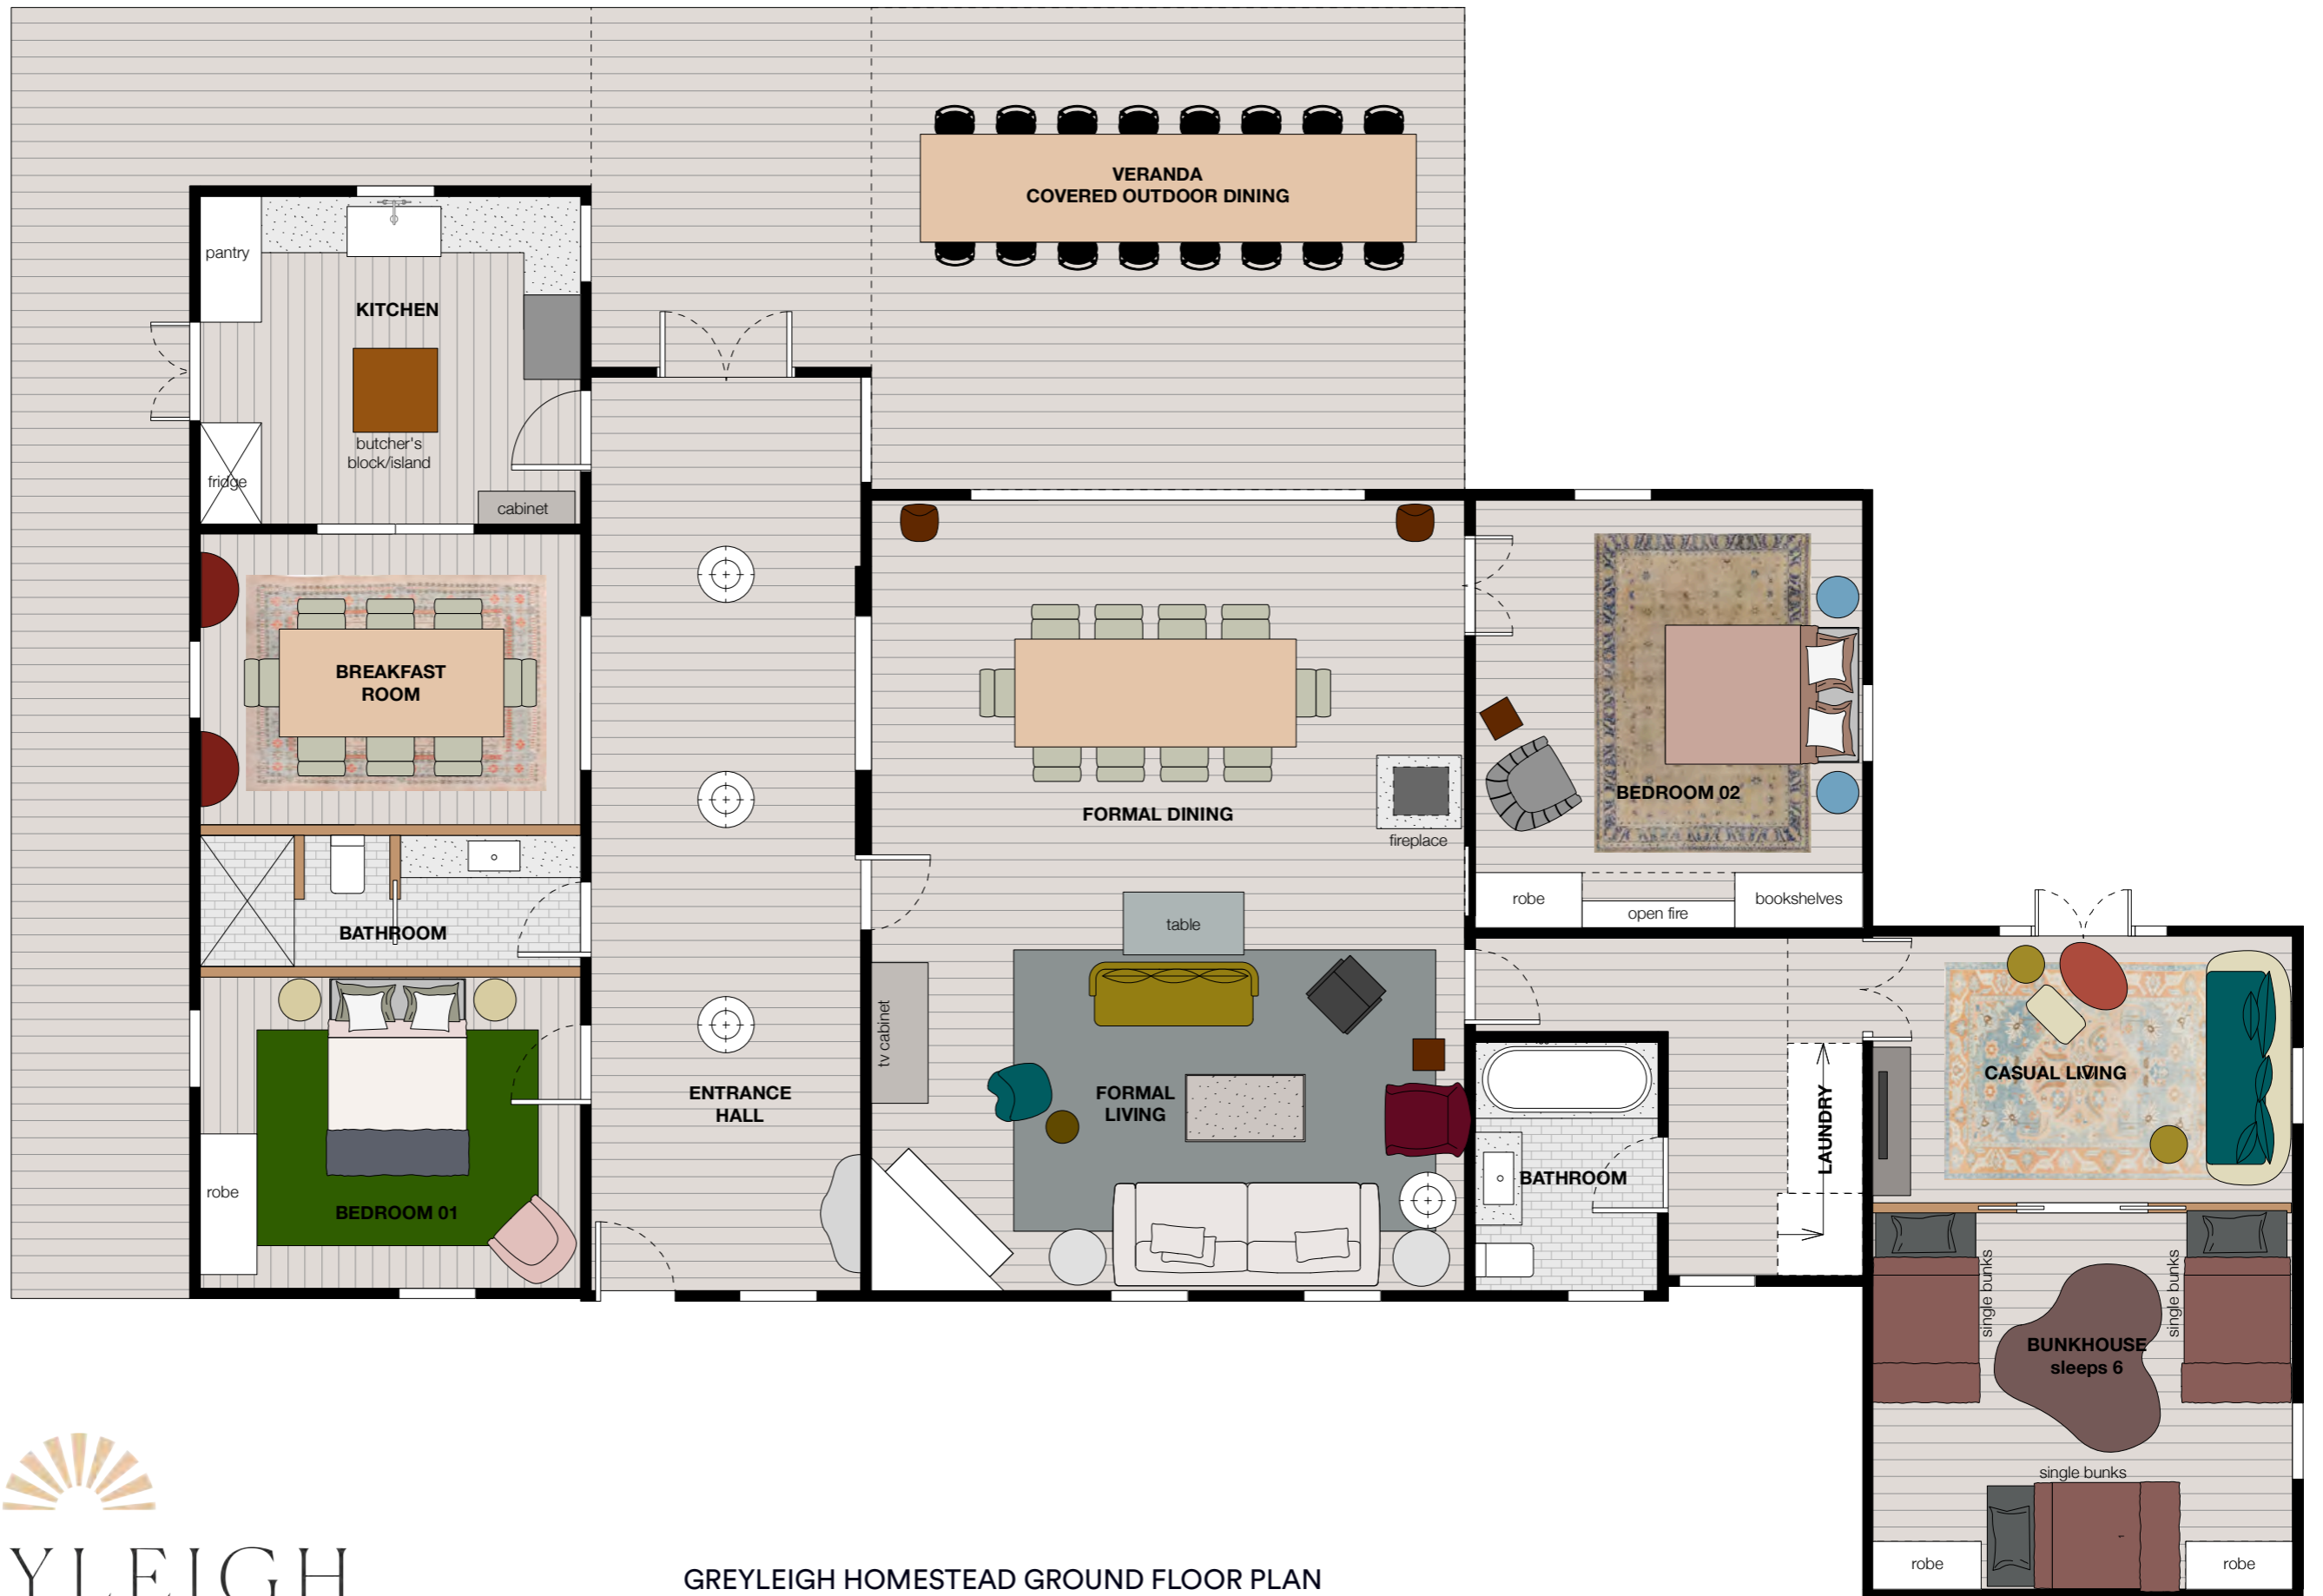 VERANDA
COVERED OUTDOOR DINING
pantry
KITCHEN
butcher's
block/island
fridge
cabinet
BREAKFAST
ROOM
FORMAL DINING
fireplace
BEDROOM 02
robe
open fire
bookshelves
BATHROOM
table
tv cabinet
ENTRANCE
HALL
FORMAL
LIVING
BATHROOM
LAUNDRY
CASUAL LIVING
robe
BEDROOM 01
single bunks
single bunks
BUNKHOUSE
sleeps 6
single bunks
robe
robe
YLEIGH
GREYLEIGH HOMESTEAD GROUND FLOOR PLAN